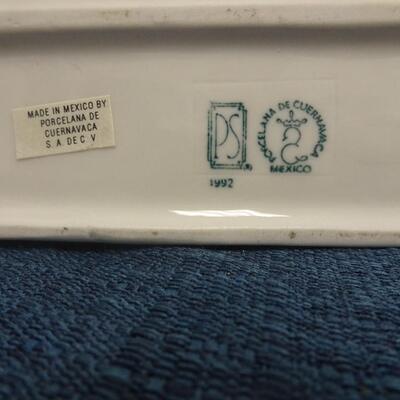 MADE IN MEXICO BY
PORCELANA DE
CUERNAVACA
S. A. DE C. V
PS
®
1992
PORCELANA DE CUERNAVACA
MEXICO